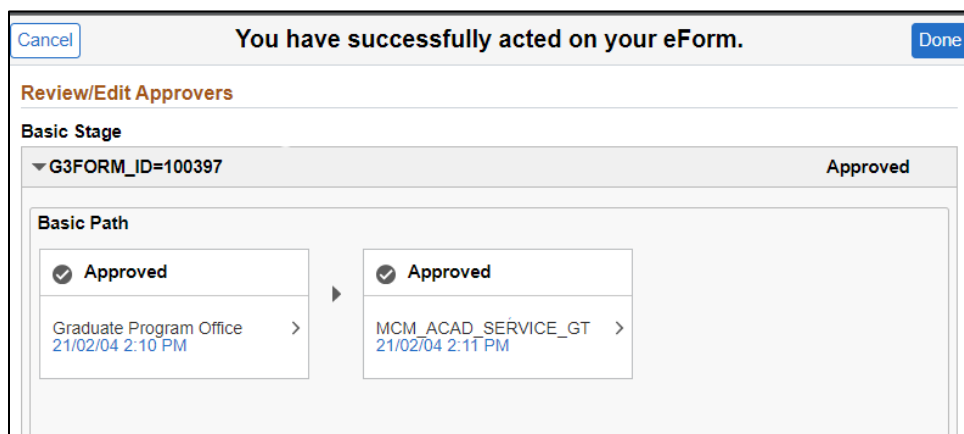 Cancel You have successfully acted on your eForm. Done
Review/Edit Approvers
Basic Stage
G3FORM_ID=100397 Approved
Basic Path
Approved Approved
Graduate Program Office MCM_ACAD_SERVICE_GT
21/02/04 2:10 PM 21/02/04 2:11 PM